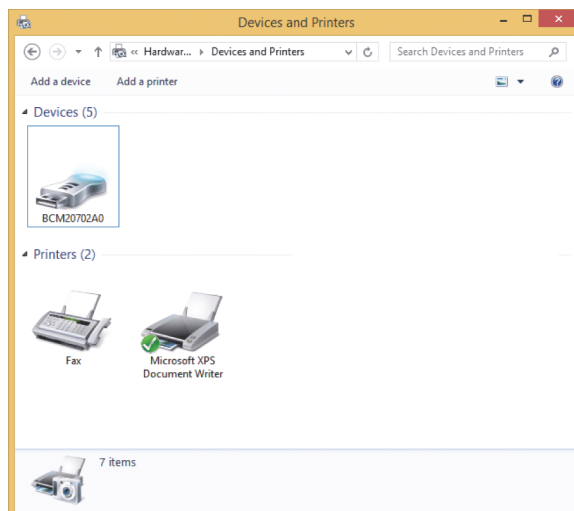 Devices and Printers
« Hardwar... ▸ Devices and Printers
Search Devices and Printers
Add a device Add a printer
Devices (5)
BCM20702A0
Printers (2)
Fax
Microsoft XPS
Document Writer
7 items